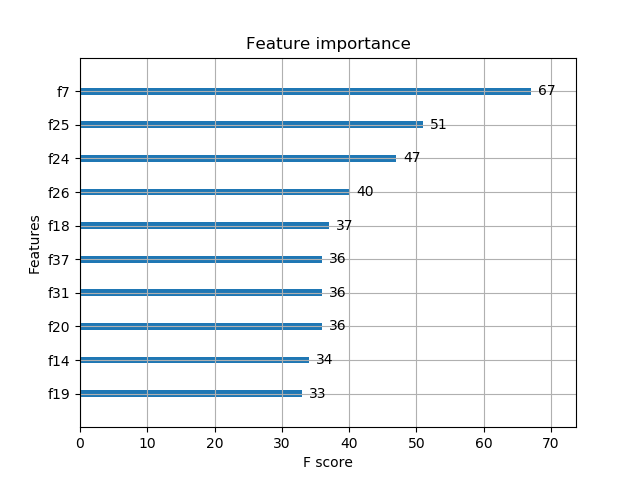 Feature importance
f7 67
f25 51
f24 47
f26 40
f18 37
f37 36
f31 36
f20 36
f14 34
f19 33
Features
0 10 20 30 40 50 60 70
F score